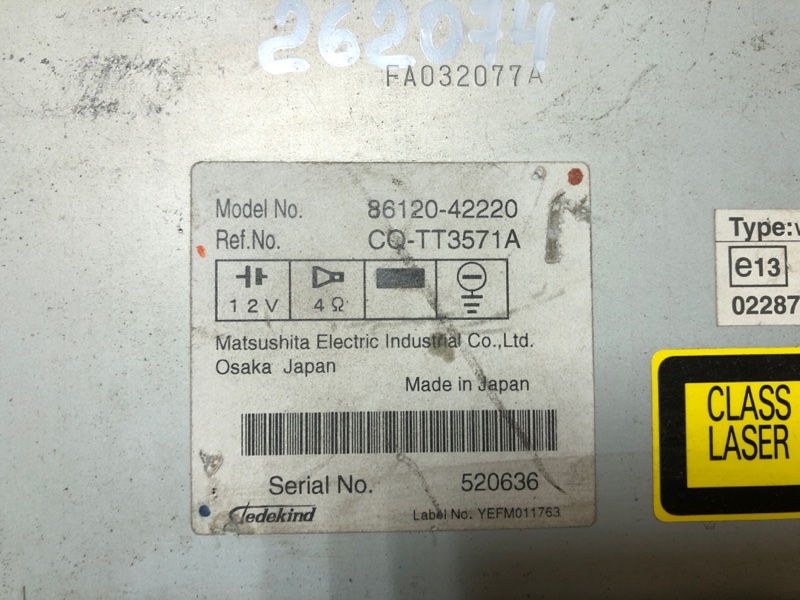 262074
FA032077A
Model No. 86120-42220
Ref.No. CQ-TT3571A
12V 4Ω
Matsushita Electric Industrial Co.,Ltd.
Osaka Japan
Made in Japan
Serial No. 520636
Tedekind
Label No. YEFM011763
Type:
e13
02287
CLASS
LASER